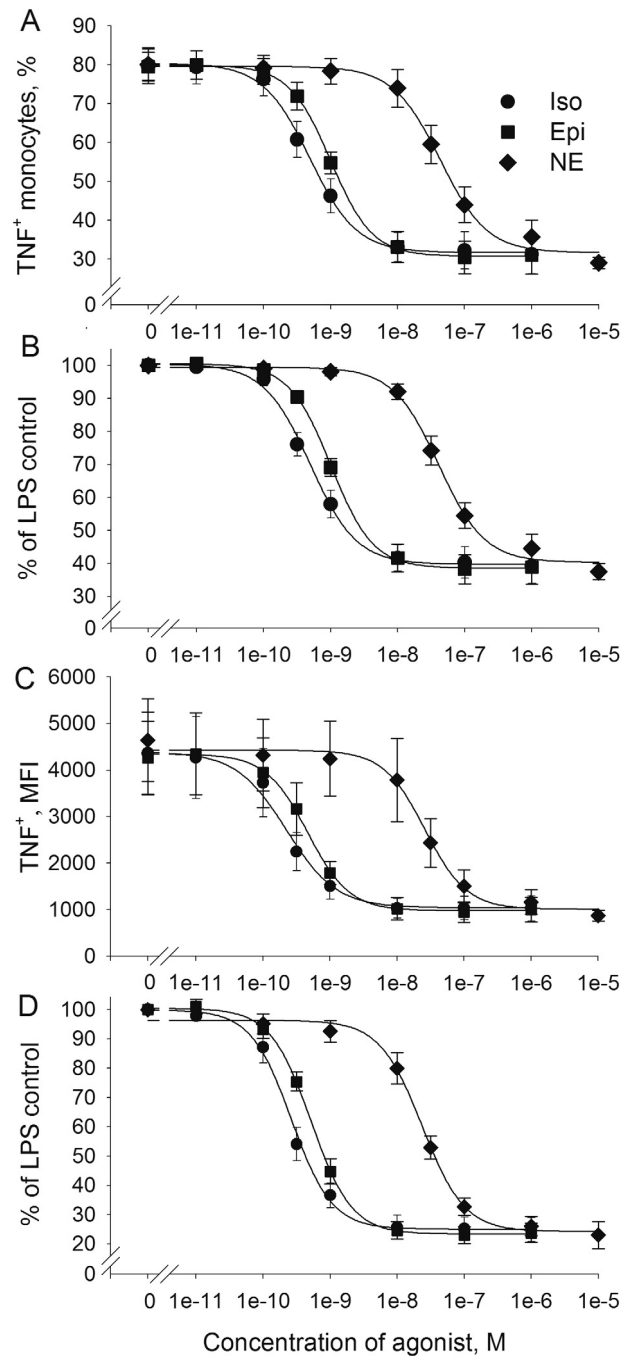 A
TNF+ monocytes, %
90
80
70
60
50
40
30
0
Iso
Epi
NE
0 1e-11 1e-10 1e-9 1e-8 1e-7 1e-6 1e-5
B
% of LPS control
100
90
80
70
60
50
40
30
0
0 1e-11 1e-10 1e-9 1e-8 1e-7 1e-6 1e-5
C
TNF+, MFI
6000
5000
4000
3000
2000
1000
0
0 1e-11 1e-10 1e-9 1e-8 1e-7 1e-6 1e-5
D
% of LPS control
100
90
80
70
60
50
40
30
20
0
0 1e-11 1e-10 1e-9 1e-8 1e-7 1e-6 1e-5
Concentration of agonist, M